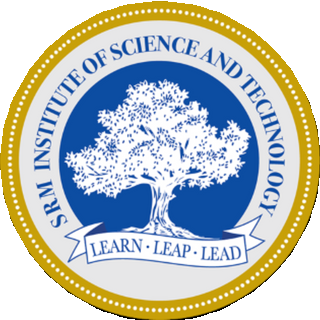 SRM INSTITUTE OF SCIENCE AND TECHNOLOGY
LEARN · LEAP · LEAD